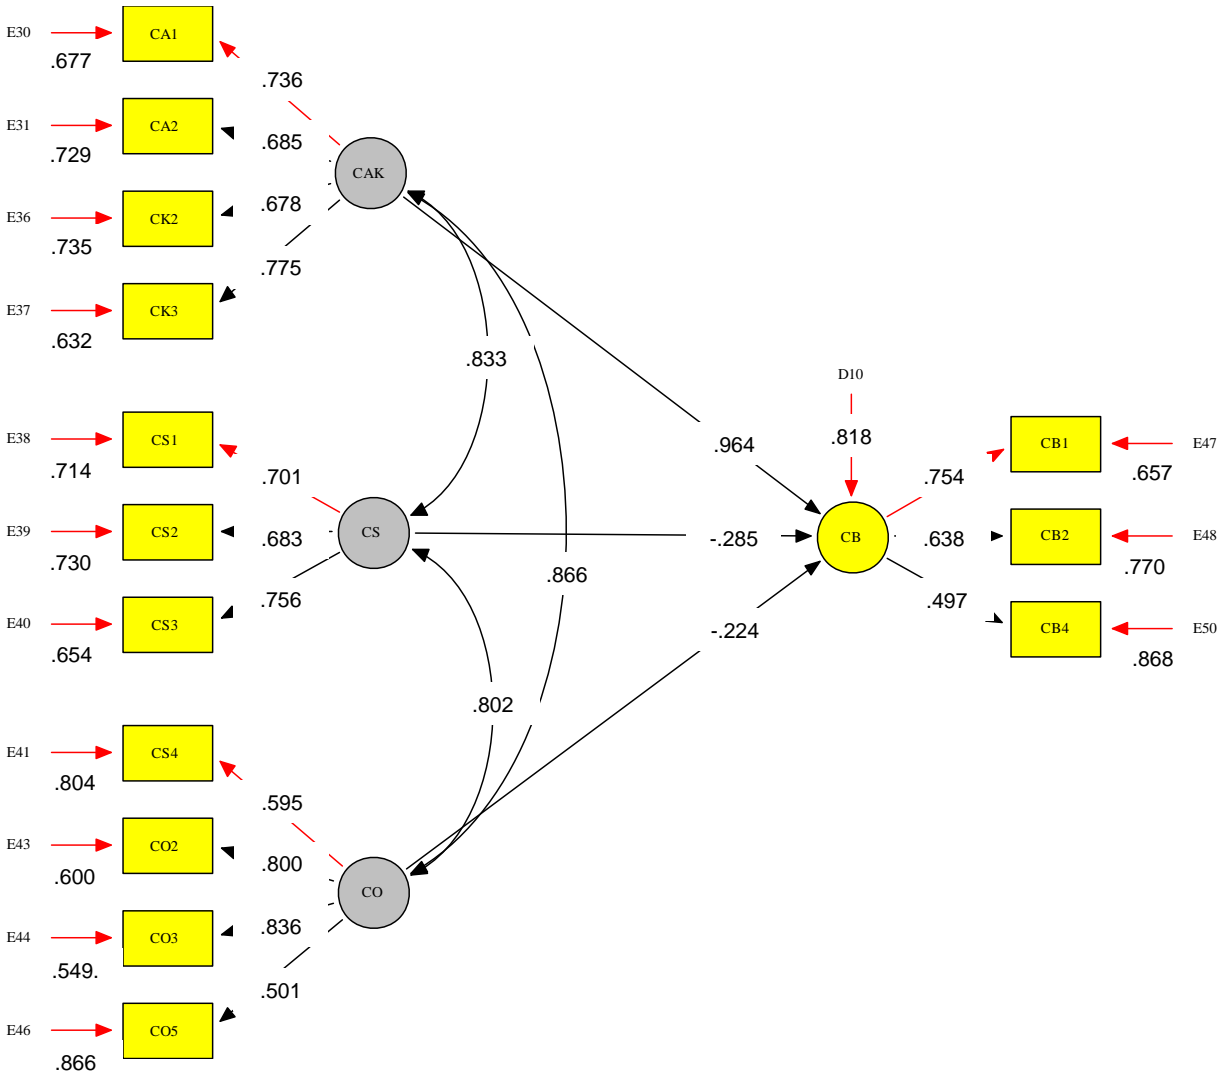 E30
CA1
.677
.736
E31
CA2
.729
.685
CAK
E36
CK2
.735
.678
E37
CK3
.632
.775
.833
D10
.818
.964
E38
CS1
.714
.701
CS
E39
CS2
.730
.683
E40
CS3
.654
.756
-.285
CB
.866
-.224
.754
CB1
E47
.657
.638
CB2
E48
.770
.497
CB4
E50
.868
.802
E41
CS4
.804
.595
E43
CO2
.600
.800
CO
E44
CO3
.549.
.836
E46
CO5
.866
.501